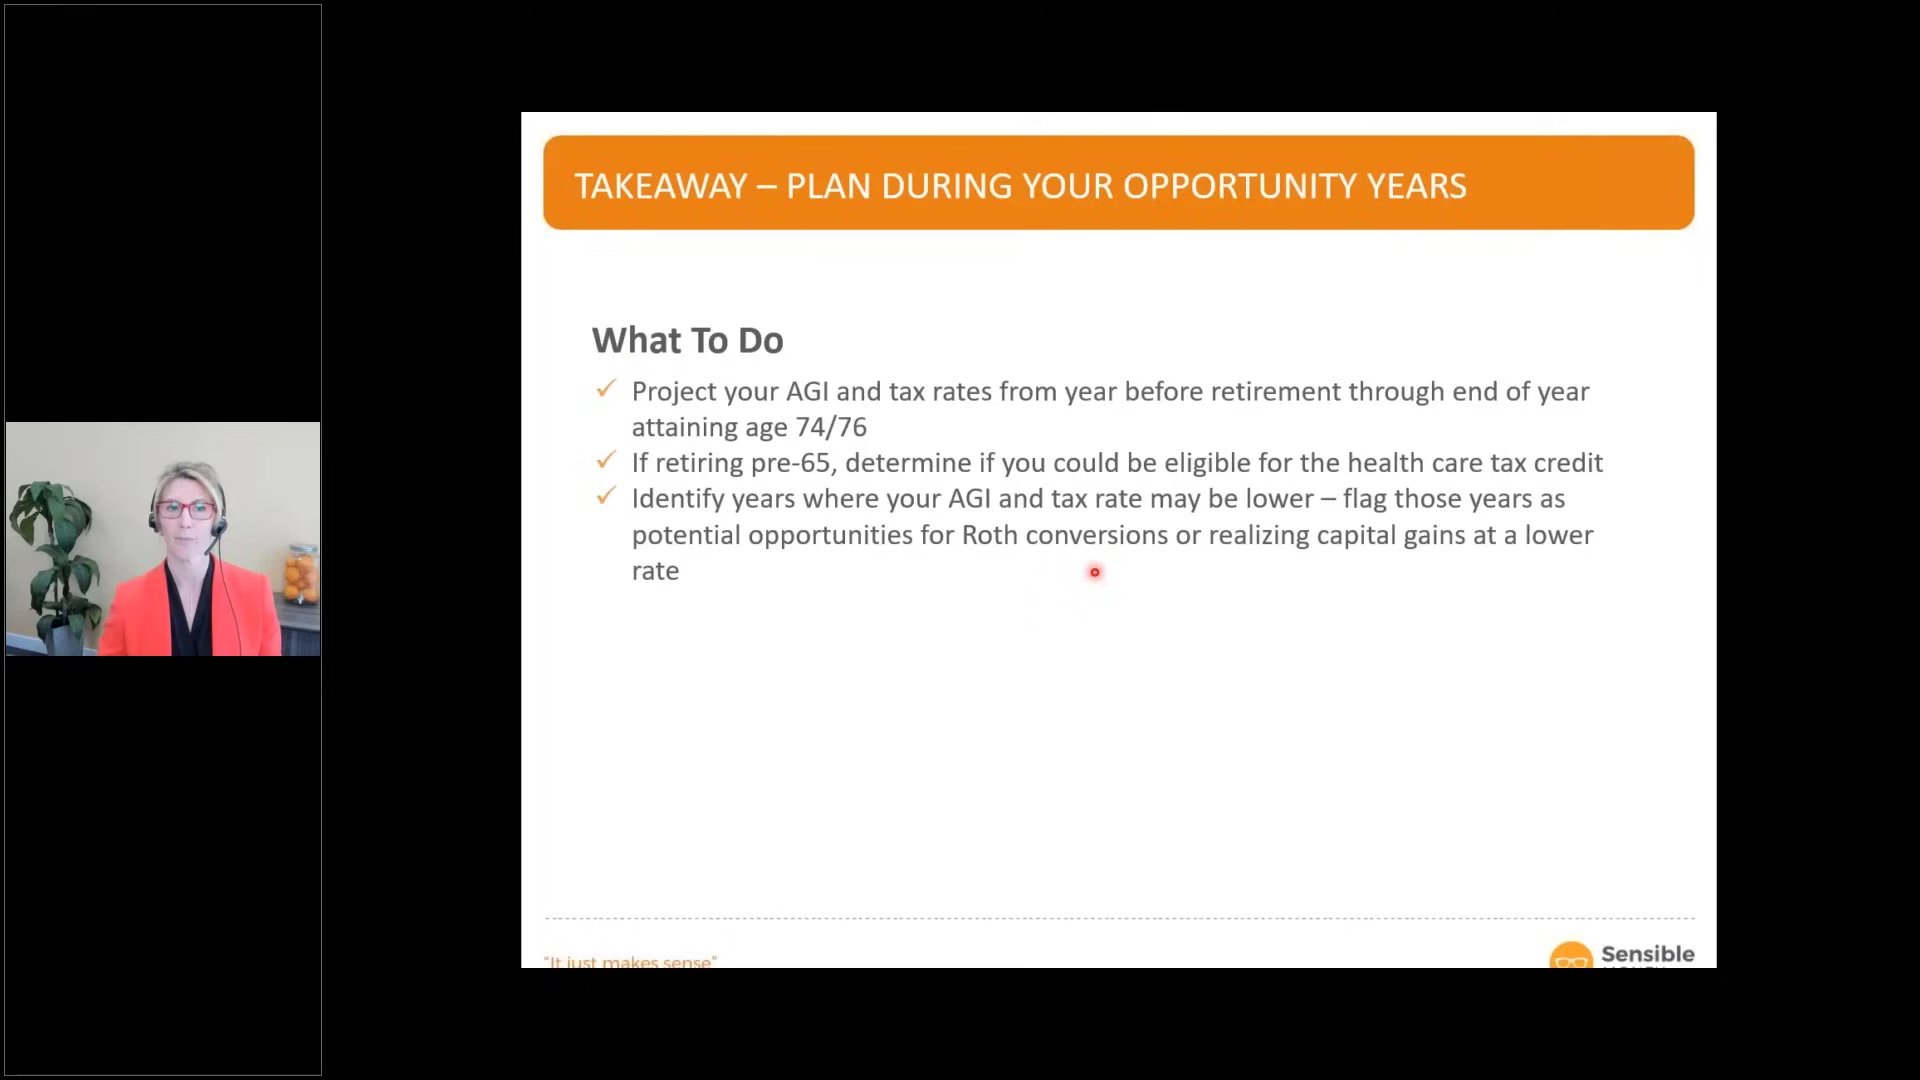 TAKEAWAY – PLAN DURING YOUR OPPORTUNITY YEARS
What To Do
Project your AGI and tax rates from year before retirement through end of year
attaining age 74/76
If retiring pre-65, determine if you could be eligible for the health care tax credit
Identify years where your AGI and tax rate may be lower – flag those years as
potential opportunities for Roth conversions or realizing capital gains at a lower
rate
“It just makes sense”
Sensible